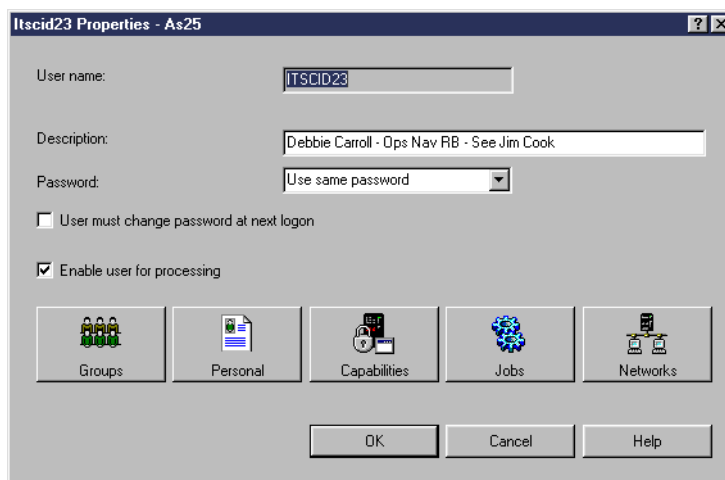 Itscid23 Properties - As25
User name:
ITSCID23
Description:
Debbie Carroll - Ops Nav RB - See Jim Cook
Password:
Use same password
User must change password at next logon
Enable user for processing
Groups
Personal
Capabilities
Jobs
Networks
OK
Cancel
Help